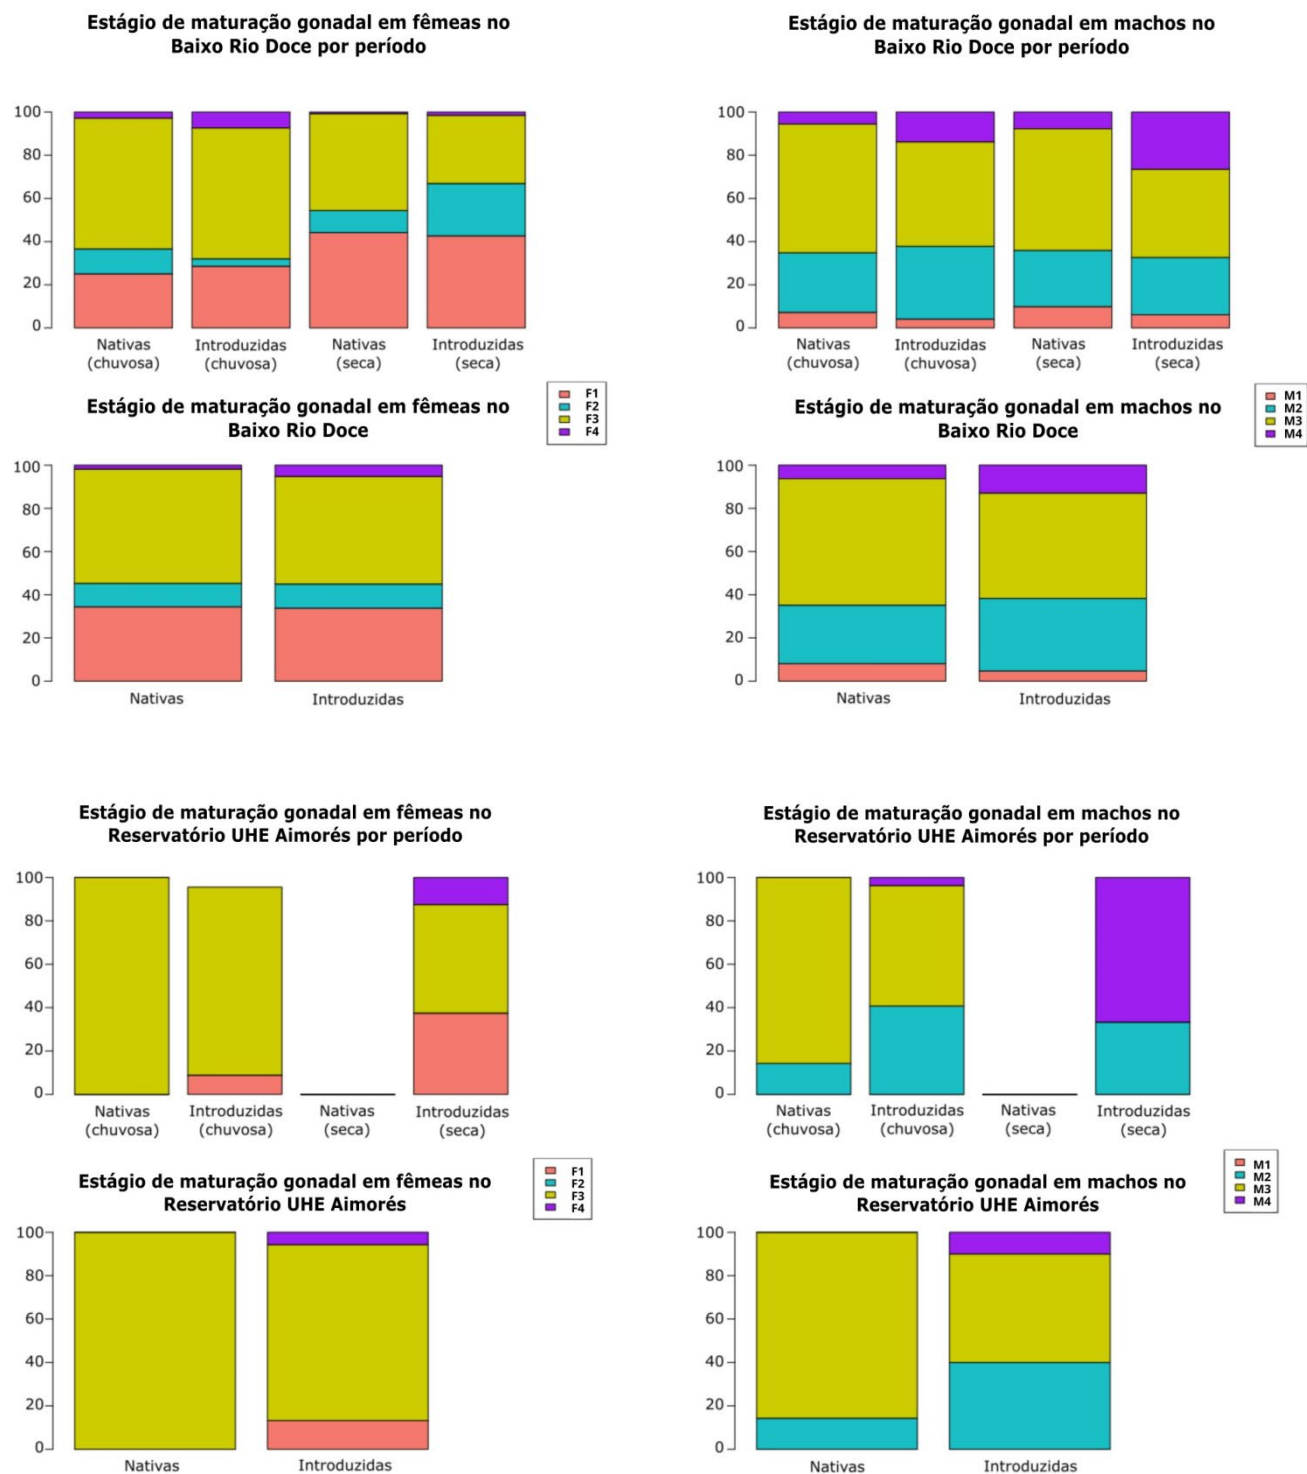 Estágio de maturação gonadal em fêmeas no
Baixo Rio Doce por período
100
80
60
40
20
0
Nativas
(chuvosa)
Introduzidas
(chuvosa)
Nativas
(seca)
Introduzidas
(seca)
Estágio de maturação gonadal em machos no
Baixo Rio Doce por período
100
80
60
40
20
0
Nativas
(chuvosa)
Introduzidas
(chuvosa)
Nativas
(seca)
Introduzidas
(seca)
F1
F2
F3
F4
M1
M2
M3
M4
Estágio de maturação gonadal em fêmeas no
Baixo Rio Doce
100
80
60
40
20
0
Nativas
Introduzidas
Estágio de maturação gonadal em machos no
Baixo Rio Doce
100
80
60
40
20
0
Nativas
Introduzidas
Estágio de maturação gonadal em fêmeas no
Reservatório UHE Aimorés por período
100
80
60
40
20
0
Nativas
(chuvosa)
Introduzidas
(chuvosa)
Nativas
(seca)
Introduzidas
(seca)
Estágio de maturação gonadal em machos no
Reservatório UHE Aimorés por período
100
80
60
40
20
0
Nativas
(chuvosa)
Introduzidas
(chuvosa)
Nativas
(seca)
Introduzidas
(seca)
F1
F2
F3
F4
M1
M2
M3
M4
Estágio de maturação gonadal em fêmeas no
Reservatório UHE Aimorés
100
80
60
40
20
0
Nativas
Introduzidas
Estágio de maturação gonadal em machos no
Reservatório UHE Aimorés
100
80
60
40
20
0
Nativas
Introduzidas